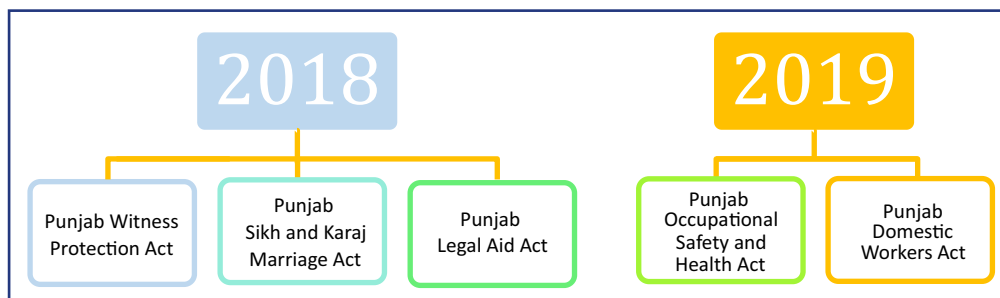 2018
Punjab Witness
Protection Act
Punjab
Sikh and Karaj
Marriage Act
Punjab
Legal Aid Act
2019
Punjab
Occupational
Safety and
Health Act
Punjab
Domestic
Workers Act